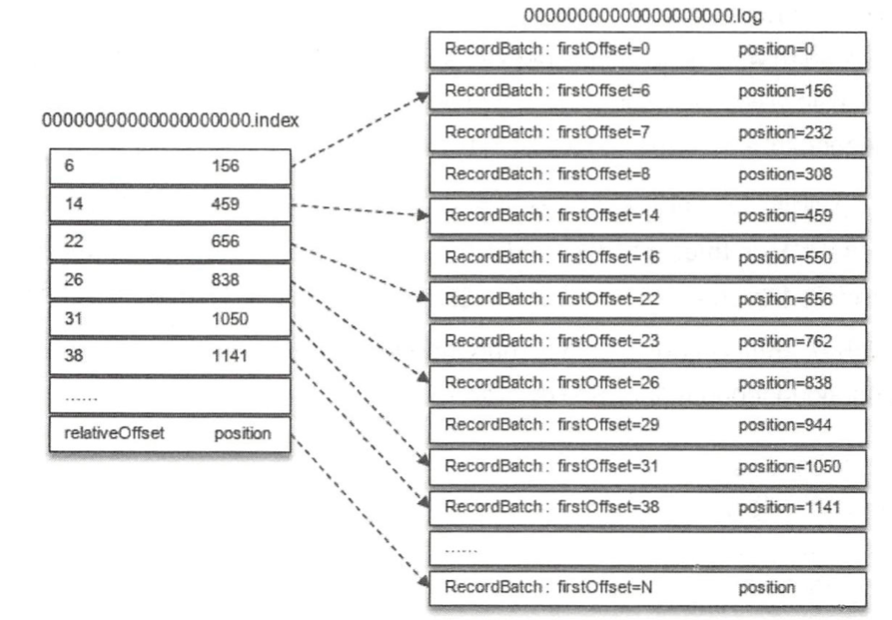 00000000000000000000.index
6 156
14 459
22 656
26 838
31 1050
38 1141
......
relativeOffset position
00000000000000000000.log
RecordBatch: firstOffset=0 position=0
RecordBatch: firstOffset=6 position=156
RecordBatch: firstOffset=7 position=232
RecordBatch: firstOffset=8 position=308
RecordBatch: firstOffset=14 position=459
RecordBatch: firstOffset=16 position=550
RecordBatch: firstOffset=22 position=656
RecordBatch: firstOffset=23 position=762
RecordBatch: firstOffset=26 position=838
RecordBatch: firstOffset=29 position=944
RecordBatch: firstOffset=31 position=1050
RecordBatch: firstOffset=38 position=1141
......
RecordBatch: firstOffset=N position